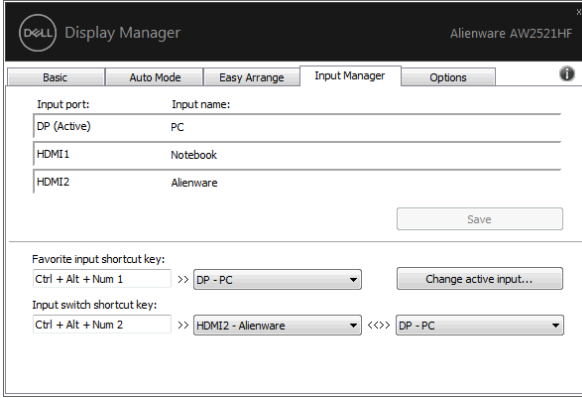 DELL Display Manager Alienware AW2521HF
Basic Auto Mode Easy Arrange Input Manager Options i
Input port: Input name:
DP (Active) PC
HDMI1 Notebook
HDMI2 Alienware
Save
Favorite input shortcut key:
Ctrl + Alt + Num 1 >> DP - PC Change active input...
Input switch shortcut key:
Ctrl + Alt + Num 2 >> HDMI2 - Alienware <<>> DP - PC